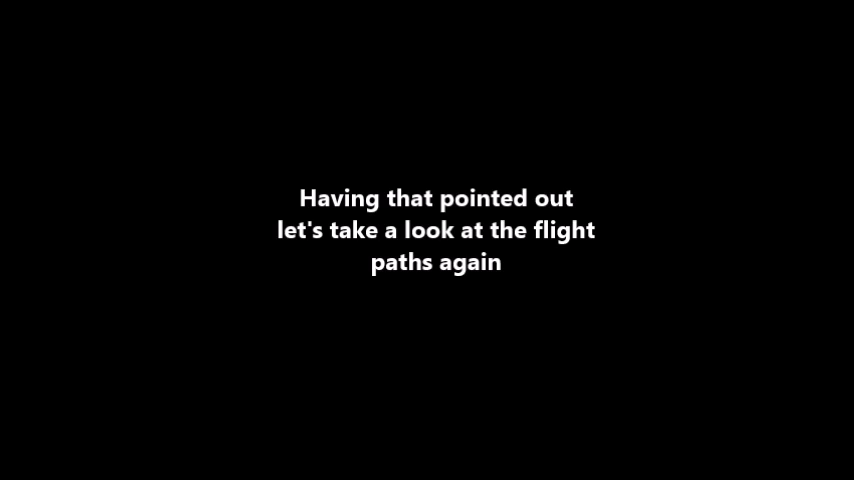 Having that pointed out
let's take a look at the flight
paths again